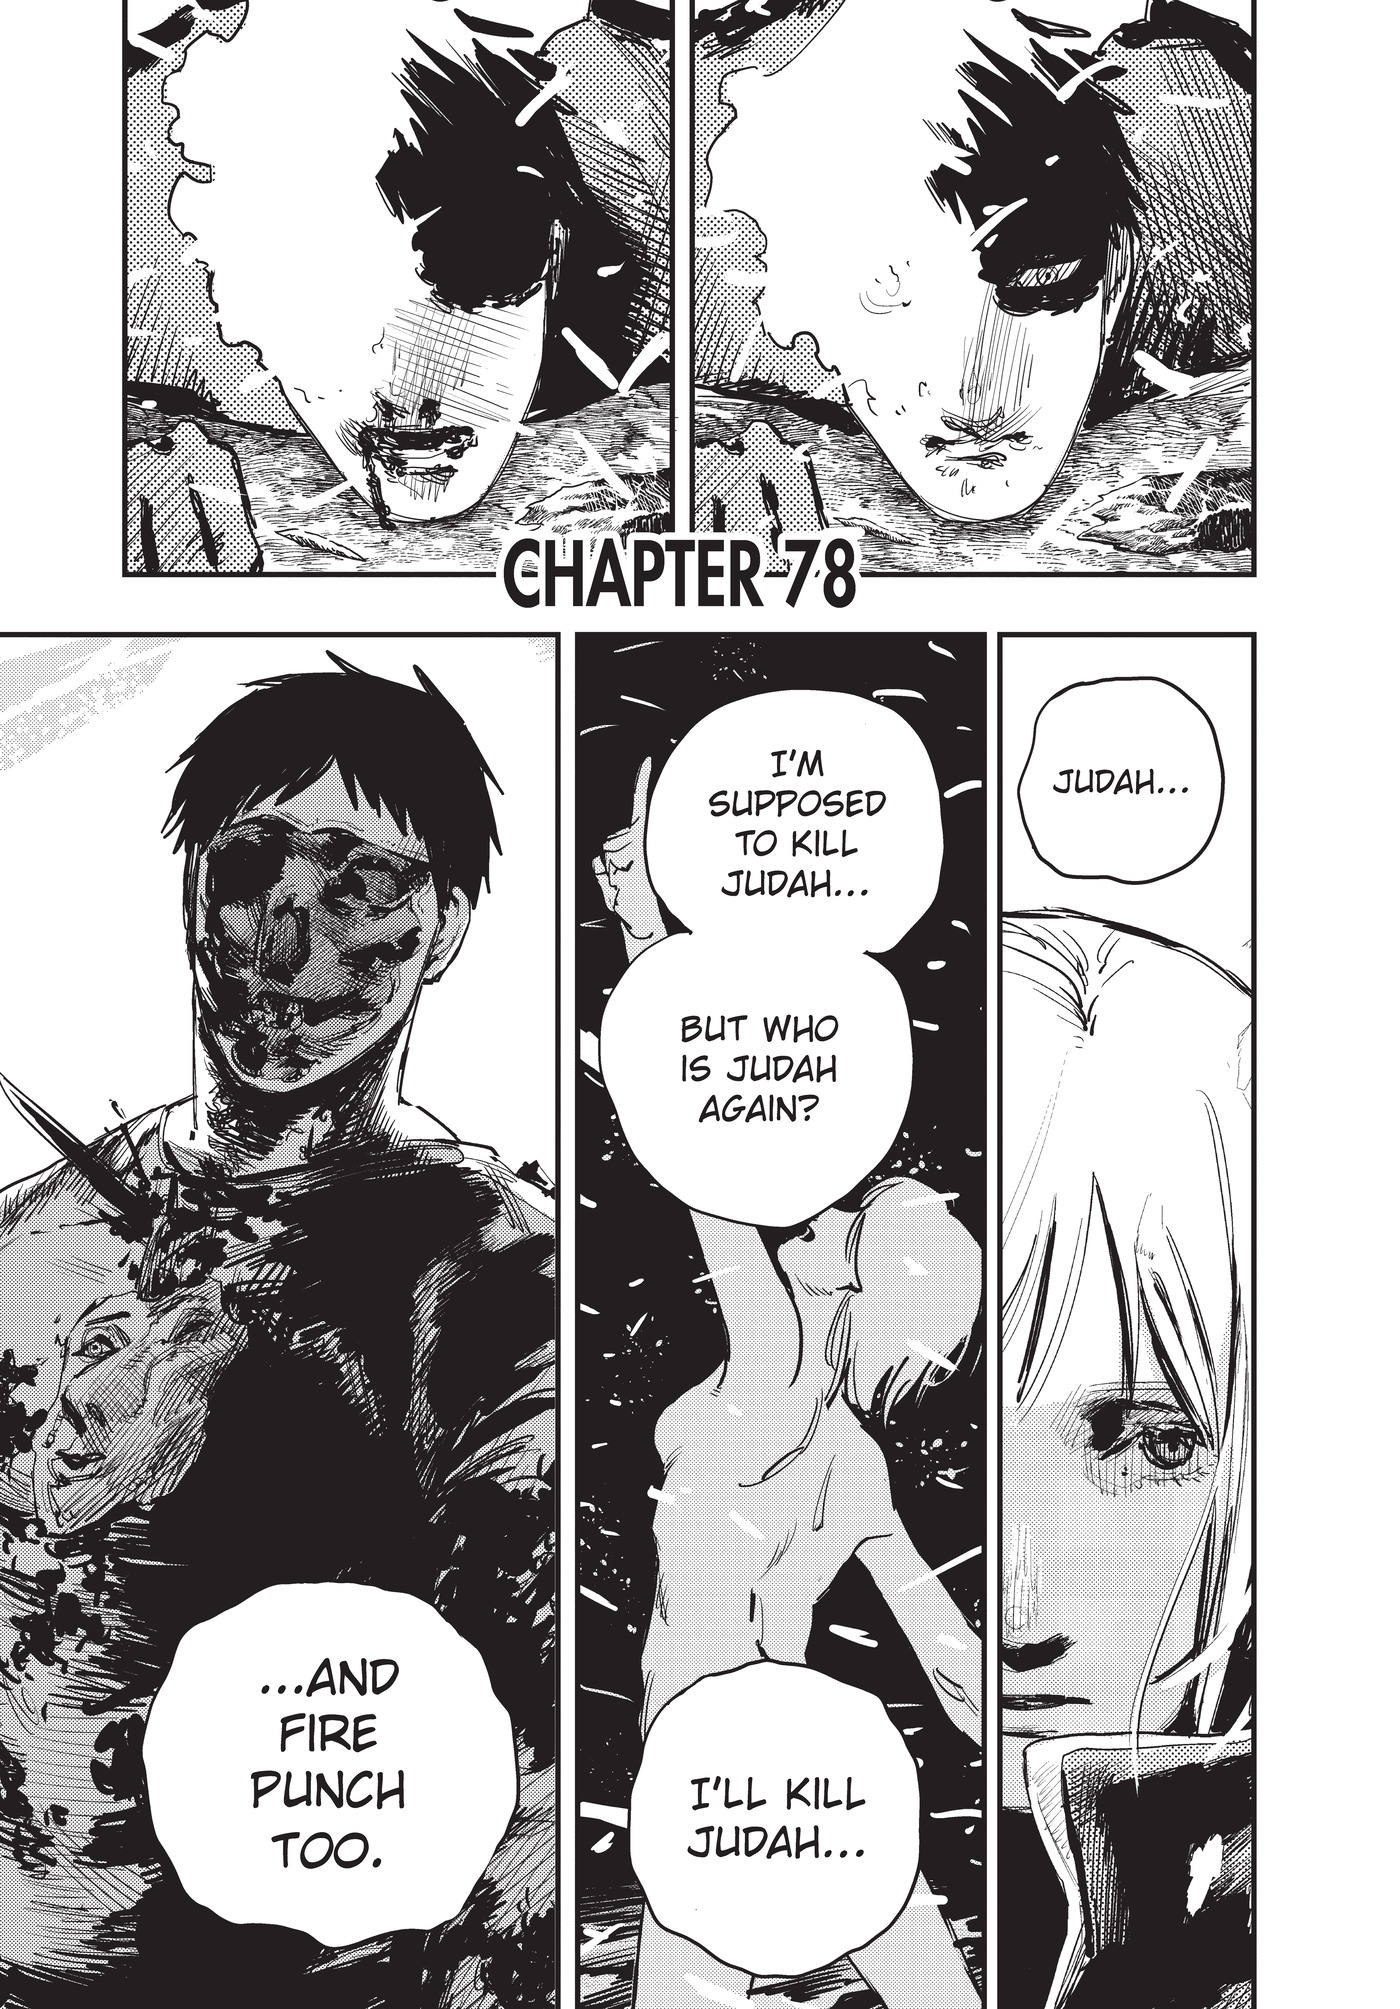 CHAPTER 78
JUDAH...
I'M
SUPPOSED
TO KILL
JUDAH...
BUT WHO
IS JUDAH
AGAIN?
I'LL KILL
JUDAH...
...AND
FIRE
PUNCH
TOO.